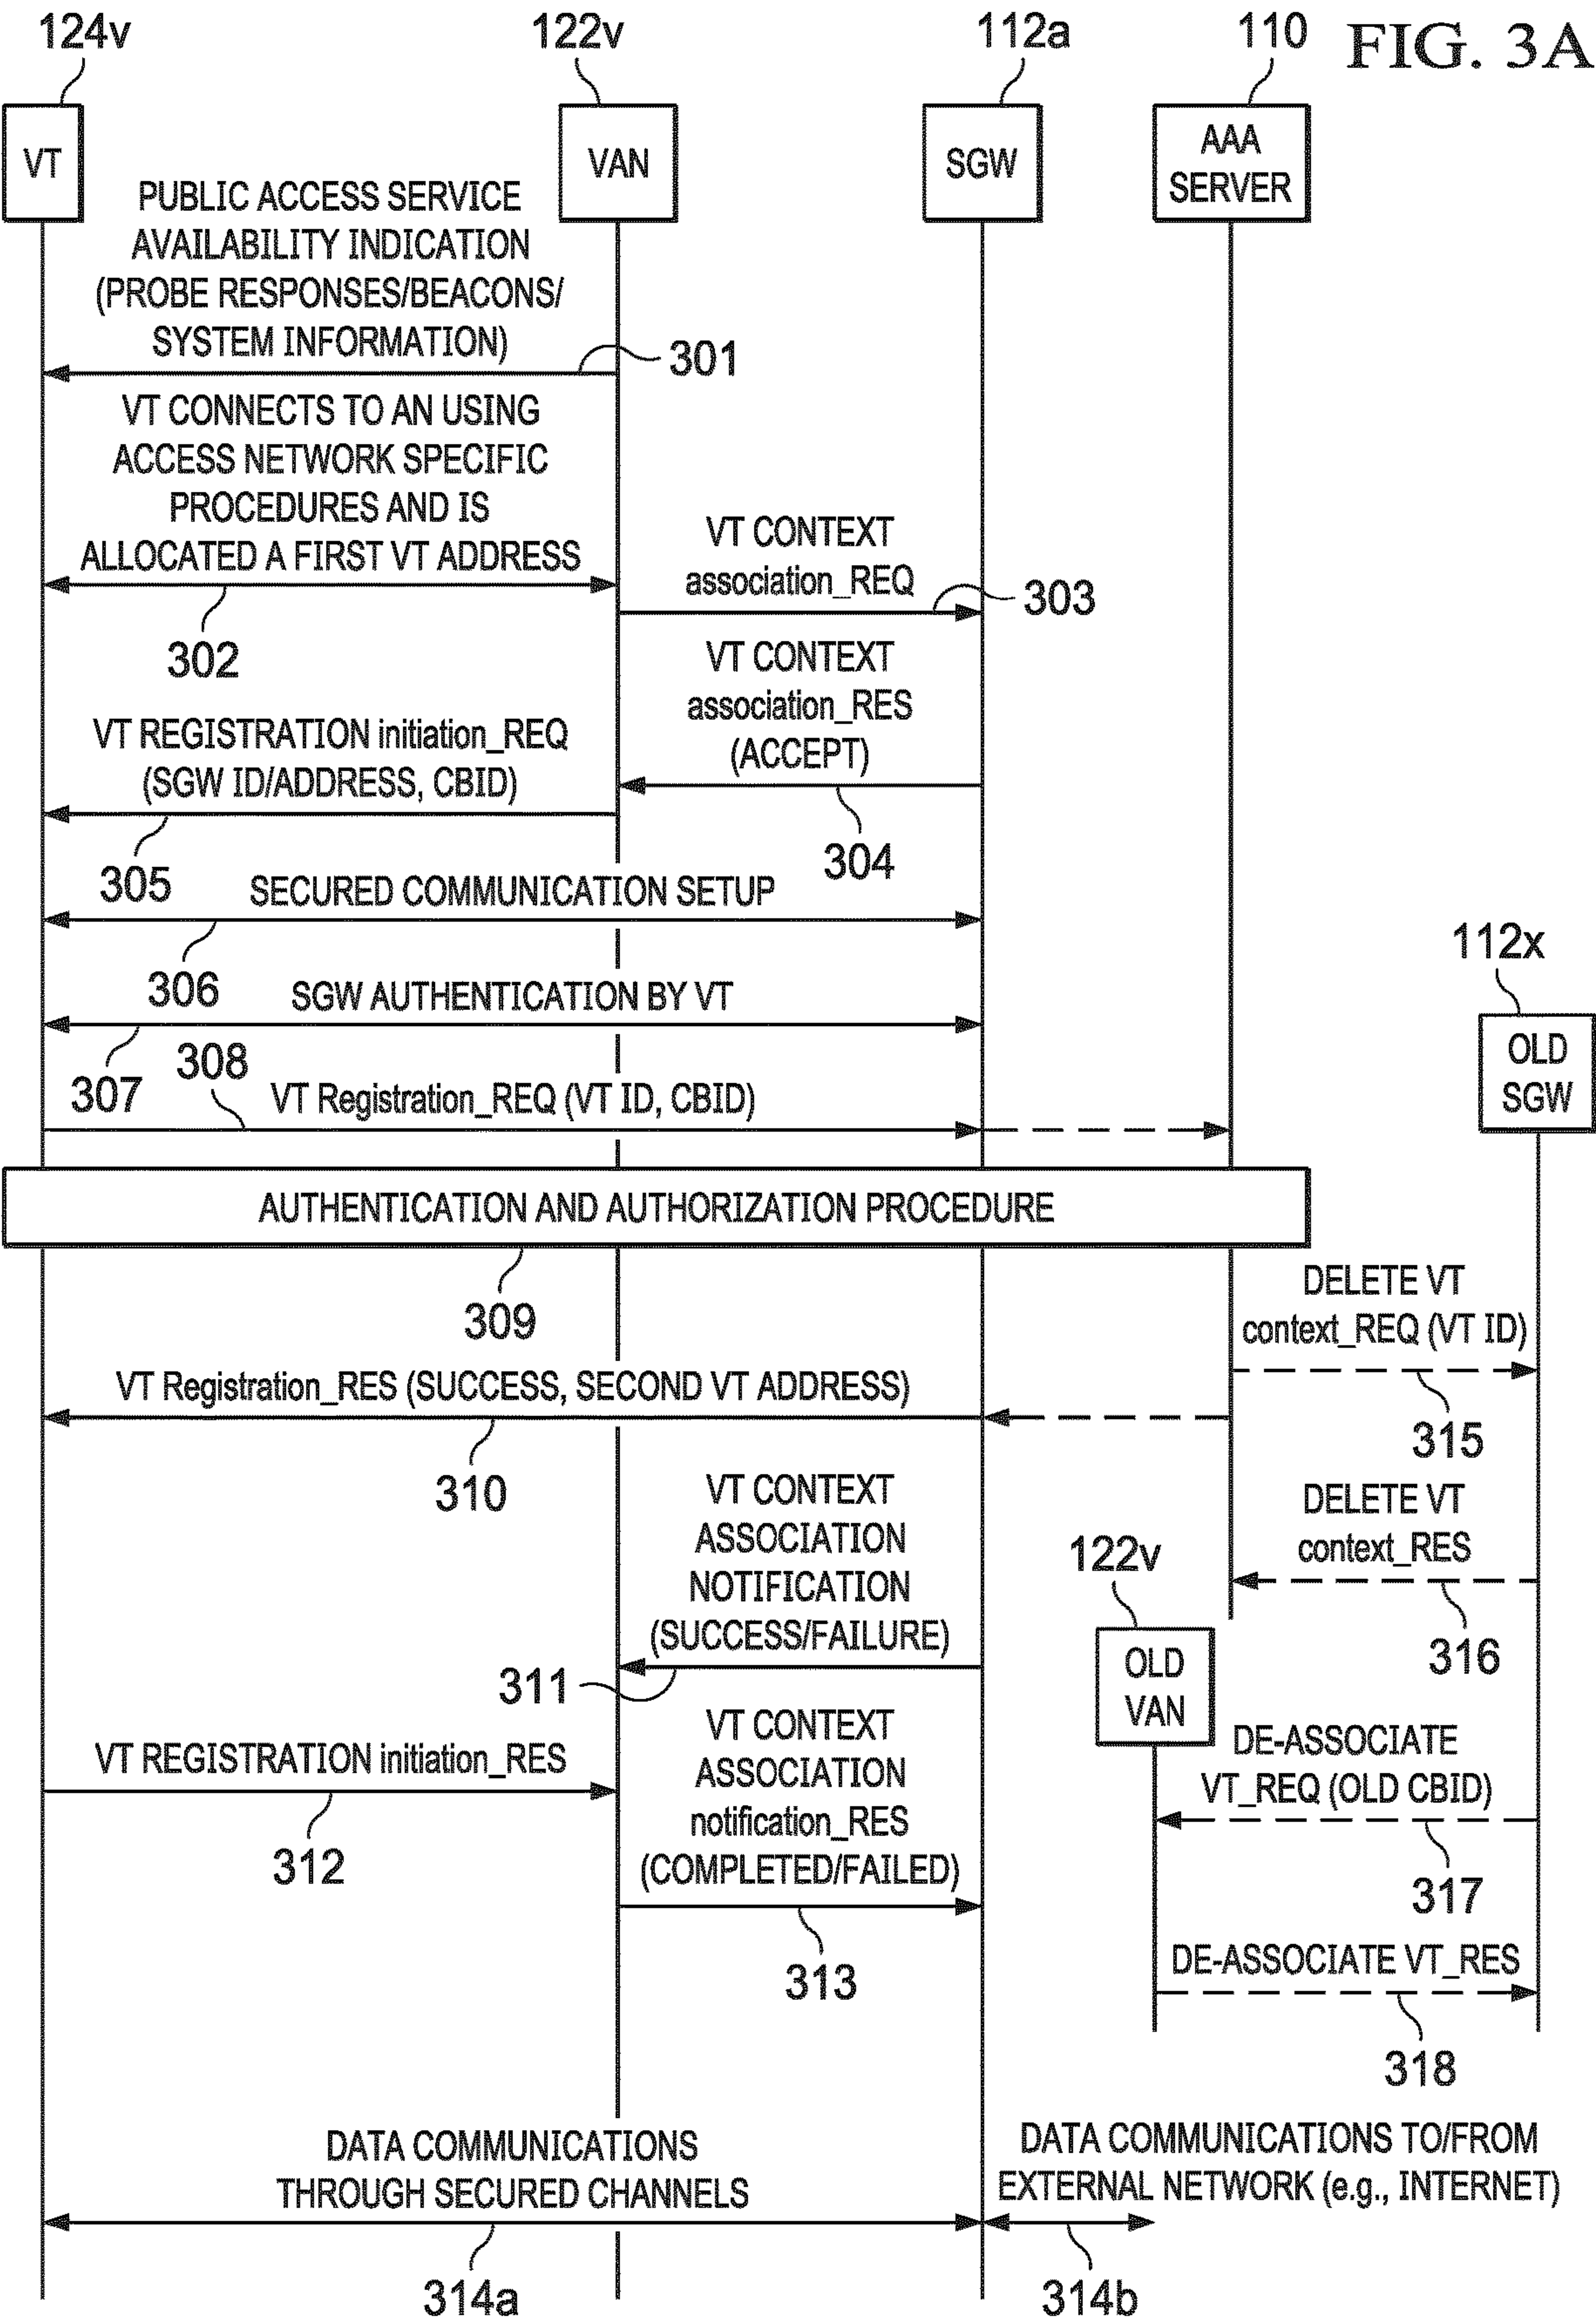 FIG. 3A
124v
122v
112a
110
VT
VAN
SGW
AAA
SERVER
PUBLIC ACCESS SERVICE
AVAILABILITY INDICATION
(PROBE RESPONSES/BEACONS/
SYSTEM INFORMATION)
301
VT CONNECTS TO AN USING
ACCESS NETWORK SPECIFIC
PROCEDURES AND IS
ALLOCATED A FIRST VT ADDRESS
302
VT CONTEXT
association_REQ
303
VT CONTEXT
association_RES
(ACCEPT)
304
VT REGISTRATION initiation_REQ
(SGW ID/ADDRESS, CBID)
305
SECURED COMMUNICATION SETUP
306
SGW AUTHENTICATION BY VT
307
308
VT Registration_REQ (VT ID, CBID)
112x
OLD
SGW
AUTHENTICATION AND AUTHORIZATION PROCEDURE
309
DELETE VT
context_REQ (VT ID)
315
VT Registration_RES (SUCCESS, SECOND VT ADDRESS)
310
DELETE VT
context_RES
316
VT CONTEXT
ASSOCIATION
NOTIFICATION
(SUCCESS/FAILURE)
311
122v
OLD
VAN
VT REGISTRATION initiation_RES
312
VT CONTEXT
ASSOCIATION
notification_RES
(COMPLETED/FAILED)
313
DE-ASSOCIATE
VT_REQ (OLD CBID)
317
DE-ASSOCIATE VT_RES
318
DATA COMMUNICATIONS
THROUGH SECURED CHANNELS
314a
DATA COMMUNICATIONS TO/FROM
EXTERNAL NETWORK (e.g., INTERNET)
314b